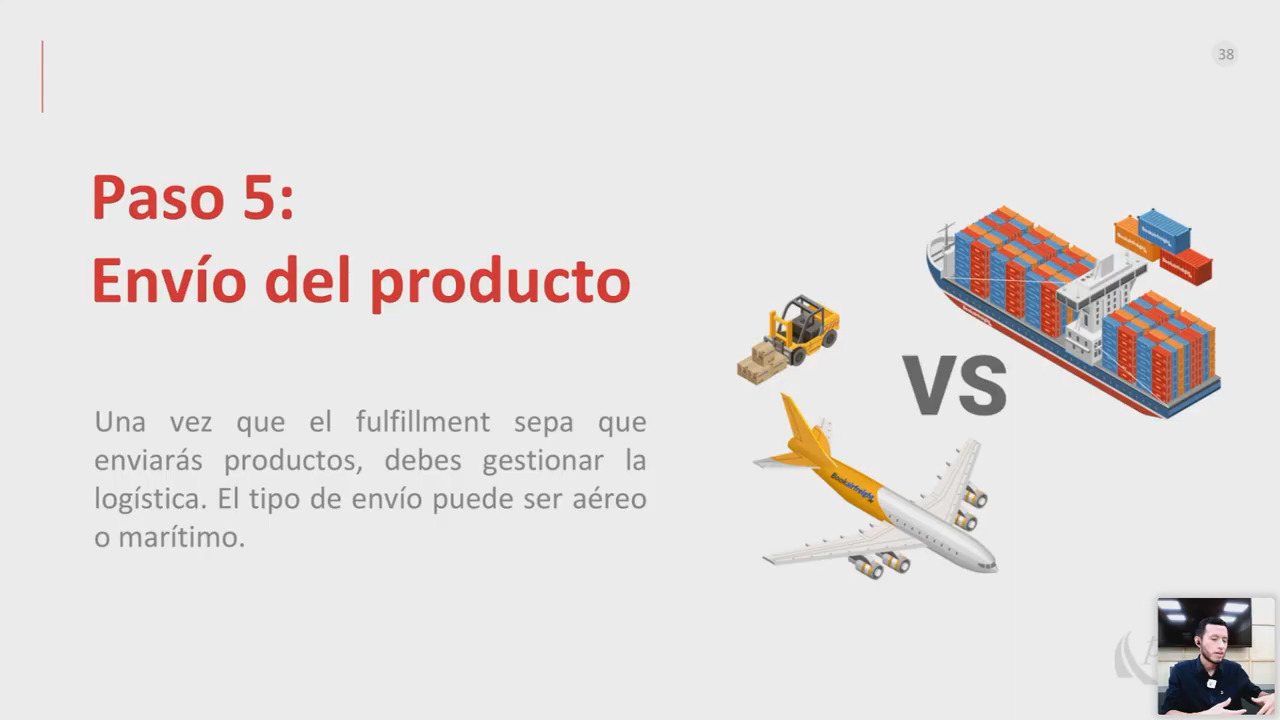 38
Paso 5:
Envío del producto
Una vez que el fulfillment sepa que
enviarás productos, debes gestionar la
logística. El tipo de envío puede ser aéreo
o marítimo.
VS
Bookairfreight